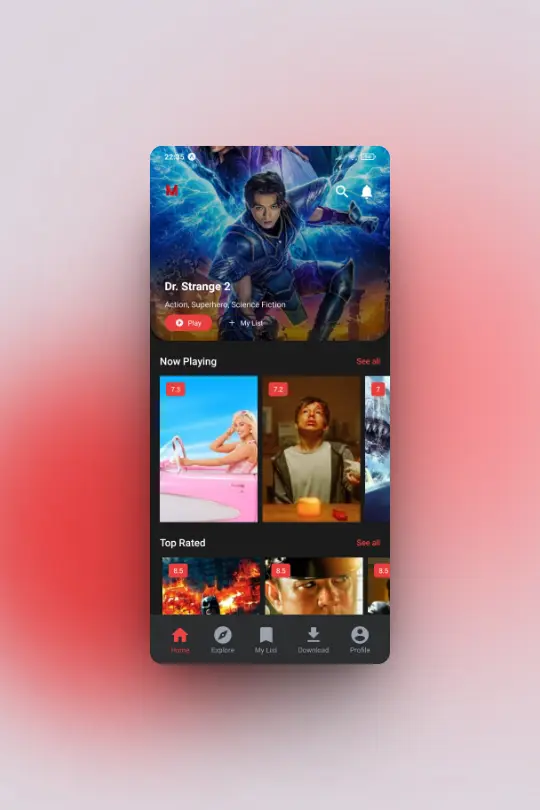 22:35
M
Dr. Strange 2
Action, Superhero, Science Fiction
Play
+ My List
Now Playing
See all
7.3
7.2
7
Top Rated
See all
8.5
8.5
8.5
Home
Explore
My List
Download
Profile